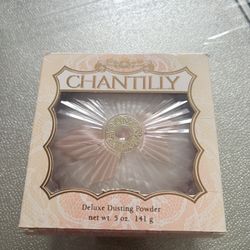 CHANTILLY
Deluxe Dusting Powder
net wt. 5 oz. 141 g